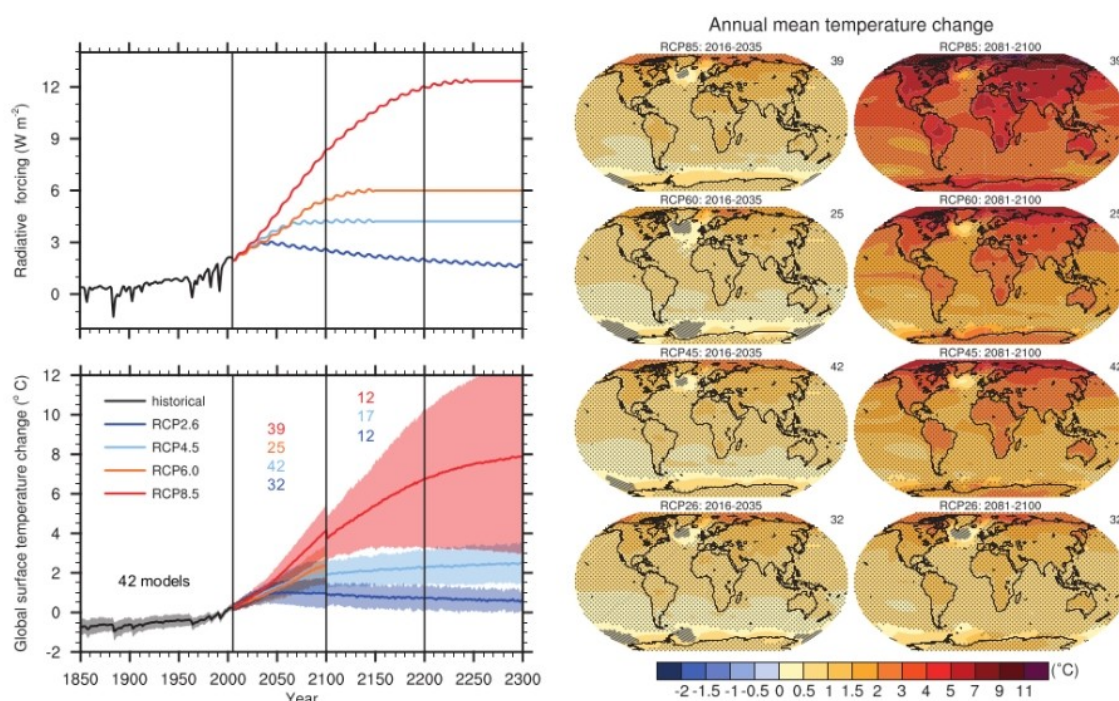 12
9
6
3
0
Radiative forcing (W m⁻²)
12
10
8
6
4
2
0
-2
Global surface temperature change (° C)
historical
RCP2.6
RCP4.5
RCP6.0
RCP8.5
39
25
42
32
12
17
12
42 models
1850 1900 1950 2000 2050 2100 2150 2200 2250 2300
Year
Annual mean temperature change
RCP85: 2016-2035
39
RCP85: 2081-2100
39
RCP60: 2016-2035
25
RCP60: 2081-2100
25
RCP45: 2016-2035
42
RCP45: 2081-2100
42
RCP26: 2016-2035
32
RCP26: 2081-2100
32
(°C)
-2 -1.5 -1 -0.5 0 0.5 1 1.5 2 3 4 5 7 9 11